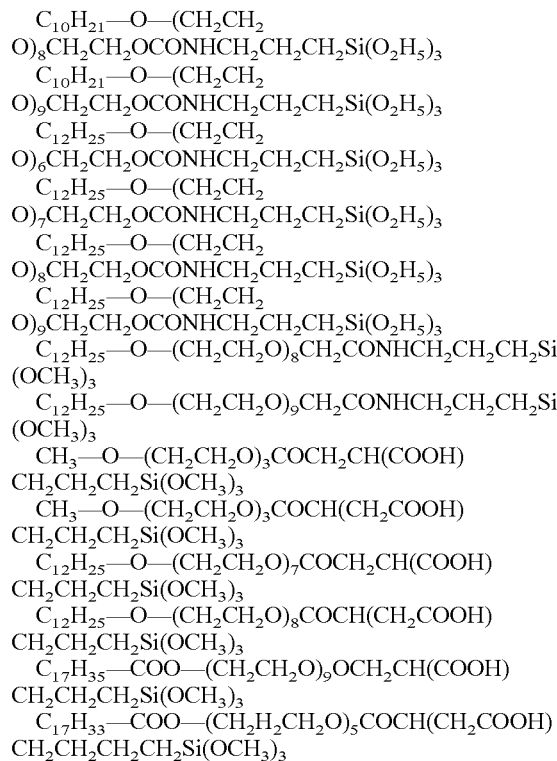 C₁₀H₂₁—O—(CH₂CH₂
O)₈CH₂CH₂OCONHCH₂CH₂CH₂Si(O₂H₅)₃
C₁₀H₂₁—O—(CH₂CH₂
O)₉CH₂CH₂OCONHCH₂CH₂CH₂Si(O₂H₅)₃
C₁₂H₂₅—O—(CH₂CH₂
O)₆CH₂CH₂OCONHCH₂CH₂CH₂Si(O₂H₅)₃
C₁₂H₂₅—O—(CH₂CH₂
O)₇CH₂CH₂OCONHCH₂CH₂CH₂Si(O₂H₅)₃
C₁₂H₂₅—O—(CH₂CH₂
O)₈CH₂CH₂OCONHCH₂CH₂CH₂Si(O₂H₅)₃
C₁₂H₂₅—O—(CH₂CH₂
O)₉CH₂CH₂OCONHCH₂CH₂CH₂Si(O₂H₅)₃
C₁₂H₂₅—O—(CH₂CH₂O)₈CH₂CONHCH₂CH₂CH₂Si
(OCH₃)₃
C₁₂H₂₅—O—(CH₂CH₂O)₉CH₂CONHCH₂CH₂CH₂Si
(OCH₃)₃
CH₃—O—(CH₂CH₂O)₃COCH₂CH(COOH)
CH₂CH₂CH₂Si(OCH₃)₃
CH₃—O—(CH₂CH₂O)₃COCH(CH₂COOH)
CH₂CH₂CH₂Si(OCH₃)₃
C₁₂H₂₅—O—(CH₂CH₂O)₇COCH₂CH(COOH)
CH₂CH₂CH₂Si(OCH₃)₃
C₁₂H₂₅—O—(CH₂CH₂O)₈COCH(CH₂COOH)
CH₂CH₂CH₂Si(OCH₃)₃
C₁₇H₃₅—COO—(CH₂CH₂O)₉OCH₂CH(COOH)
CH₂CH₂CH₂Si(OCH₃)₃
C₁₇H₃₃—COO—(CH₂H₂CH₂O)₅COCH(CH₂COOH)
CH₂CH₂CH₂CH₂Si(OCH₃)₃